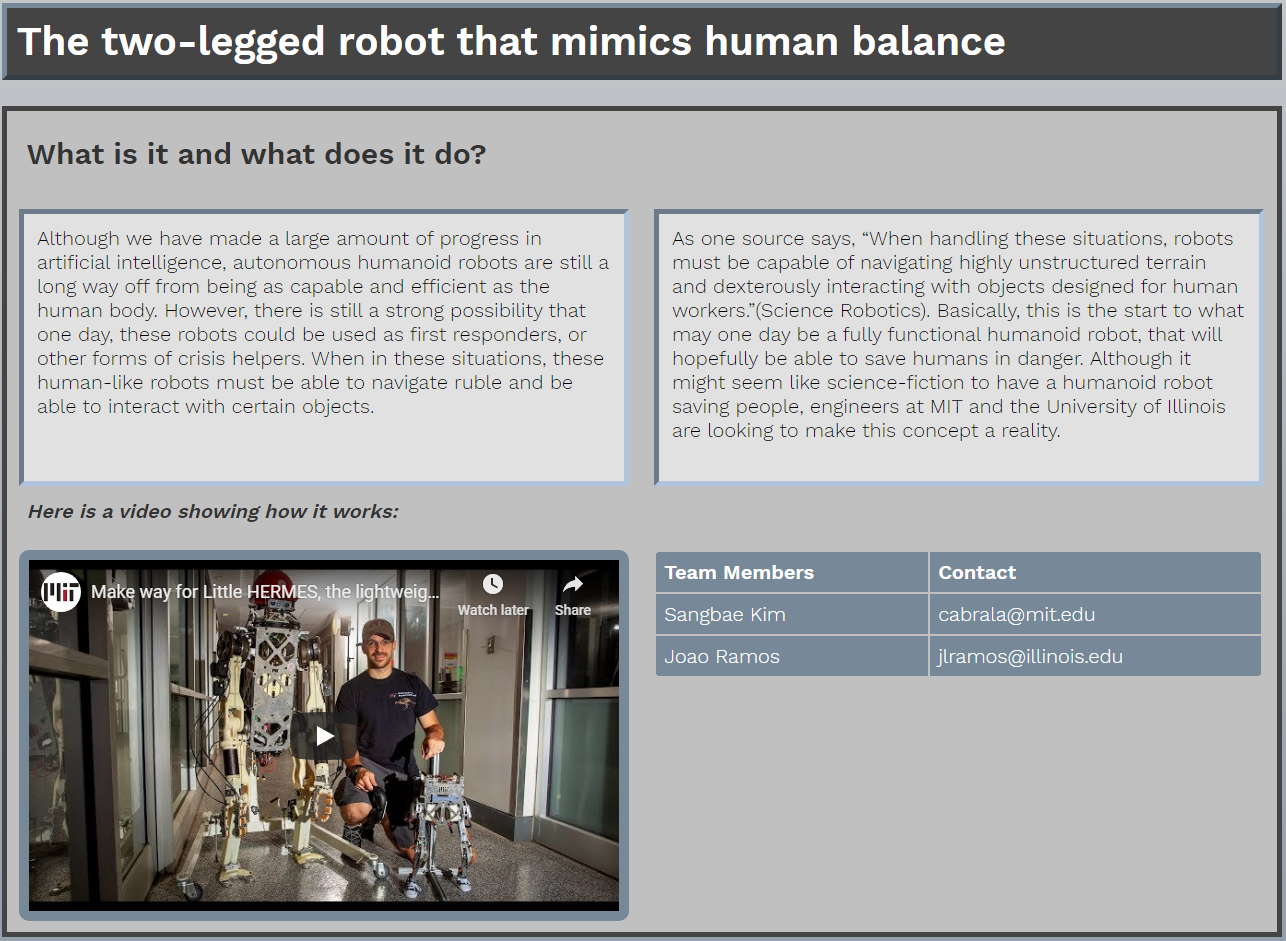 The two-legged robot that mimics human balance
What is it and what does it do?
Although we have made a large amount of progress in
artificial intelligence, autonomous humanoid robots are still a
long way off from being as capable and efficient as the
human body. However, there is still a strong possibility that
one day, these robots could be used as first responders, or
other forms of crisis helpers. When in these situations, these
human-like robots must be able to navigate ruble and be
able to interact with certain objects.
As one source says, “When handling these situations, robots
must be capable of navigating highly unstructured terrain
and dexterously interacting with objects designed for human
workers.”(Science Robotics). Basically, this is the start to what
may one day be a fully functional humanoid robot, that will
hopefully be able to save humans in danger. Although it
might seem like science-fiction to have a humanoid robot
saving people, engineers at MIT and the University of Illinois
are looking to make this concept a reality.
Here is a video showing how it works:
Make way for Little HERMES, the lightweig...
Watch later
Share
Team Members Contact
Sangbae Kim cabrala@mit.edu
Joao Ramos jlramos@illinois.edu